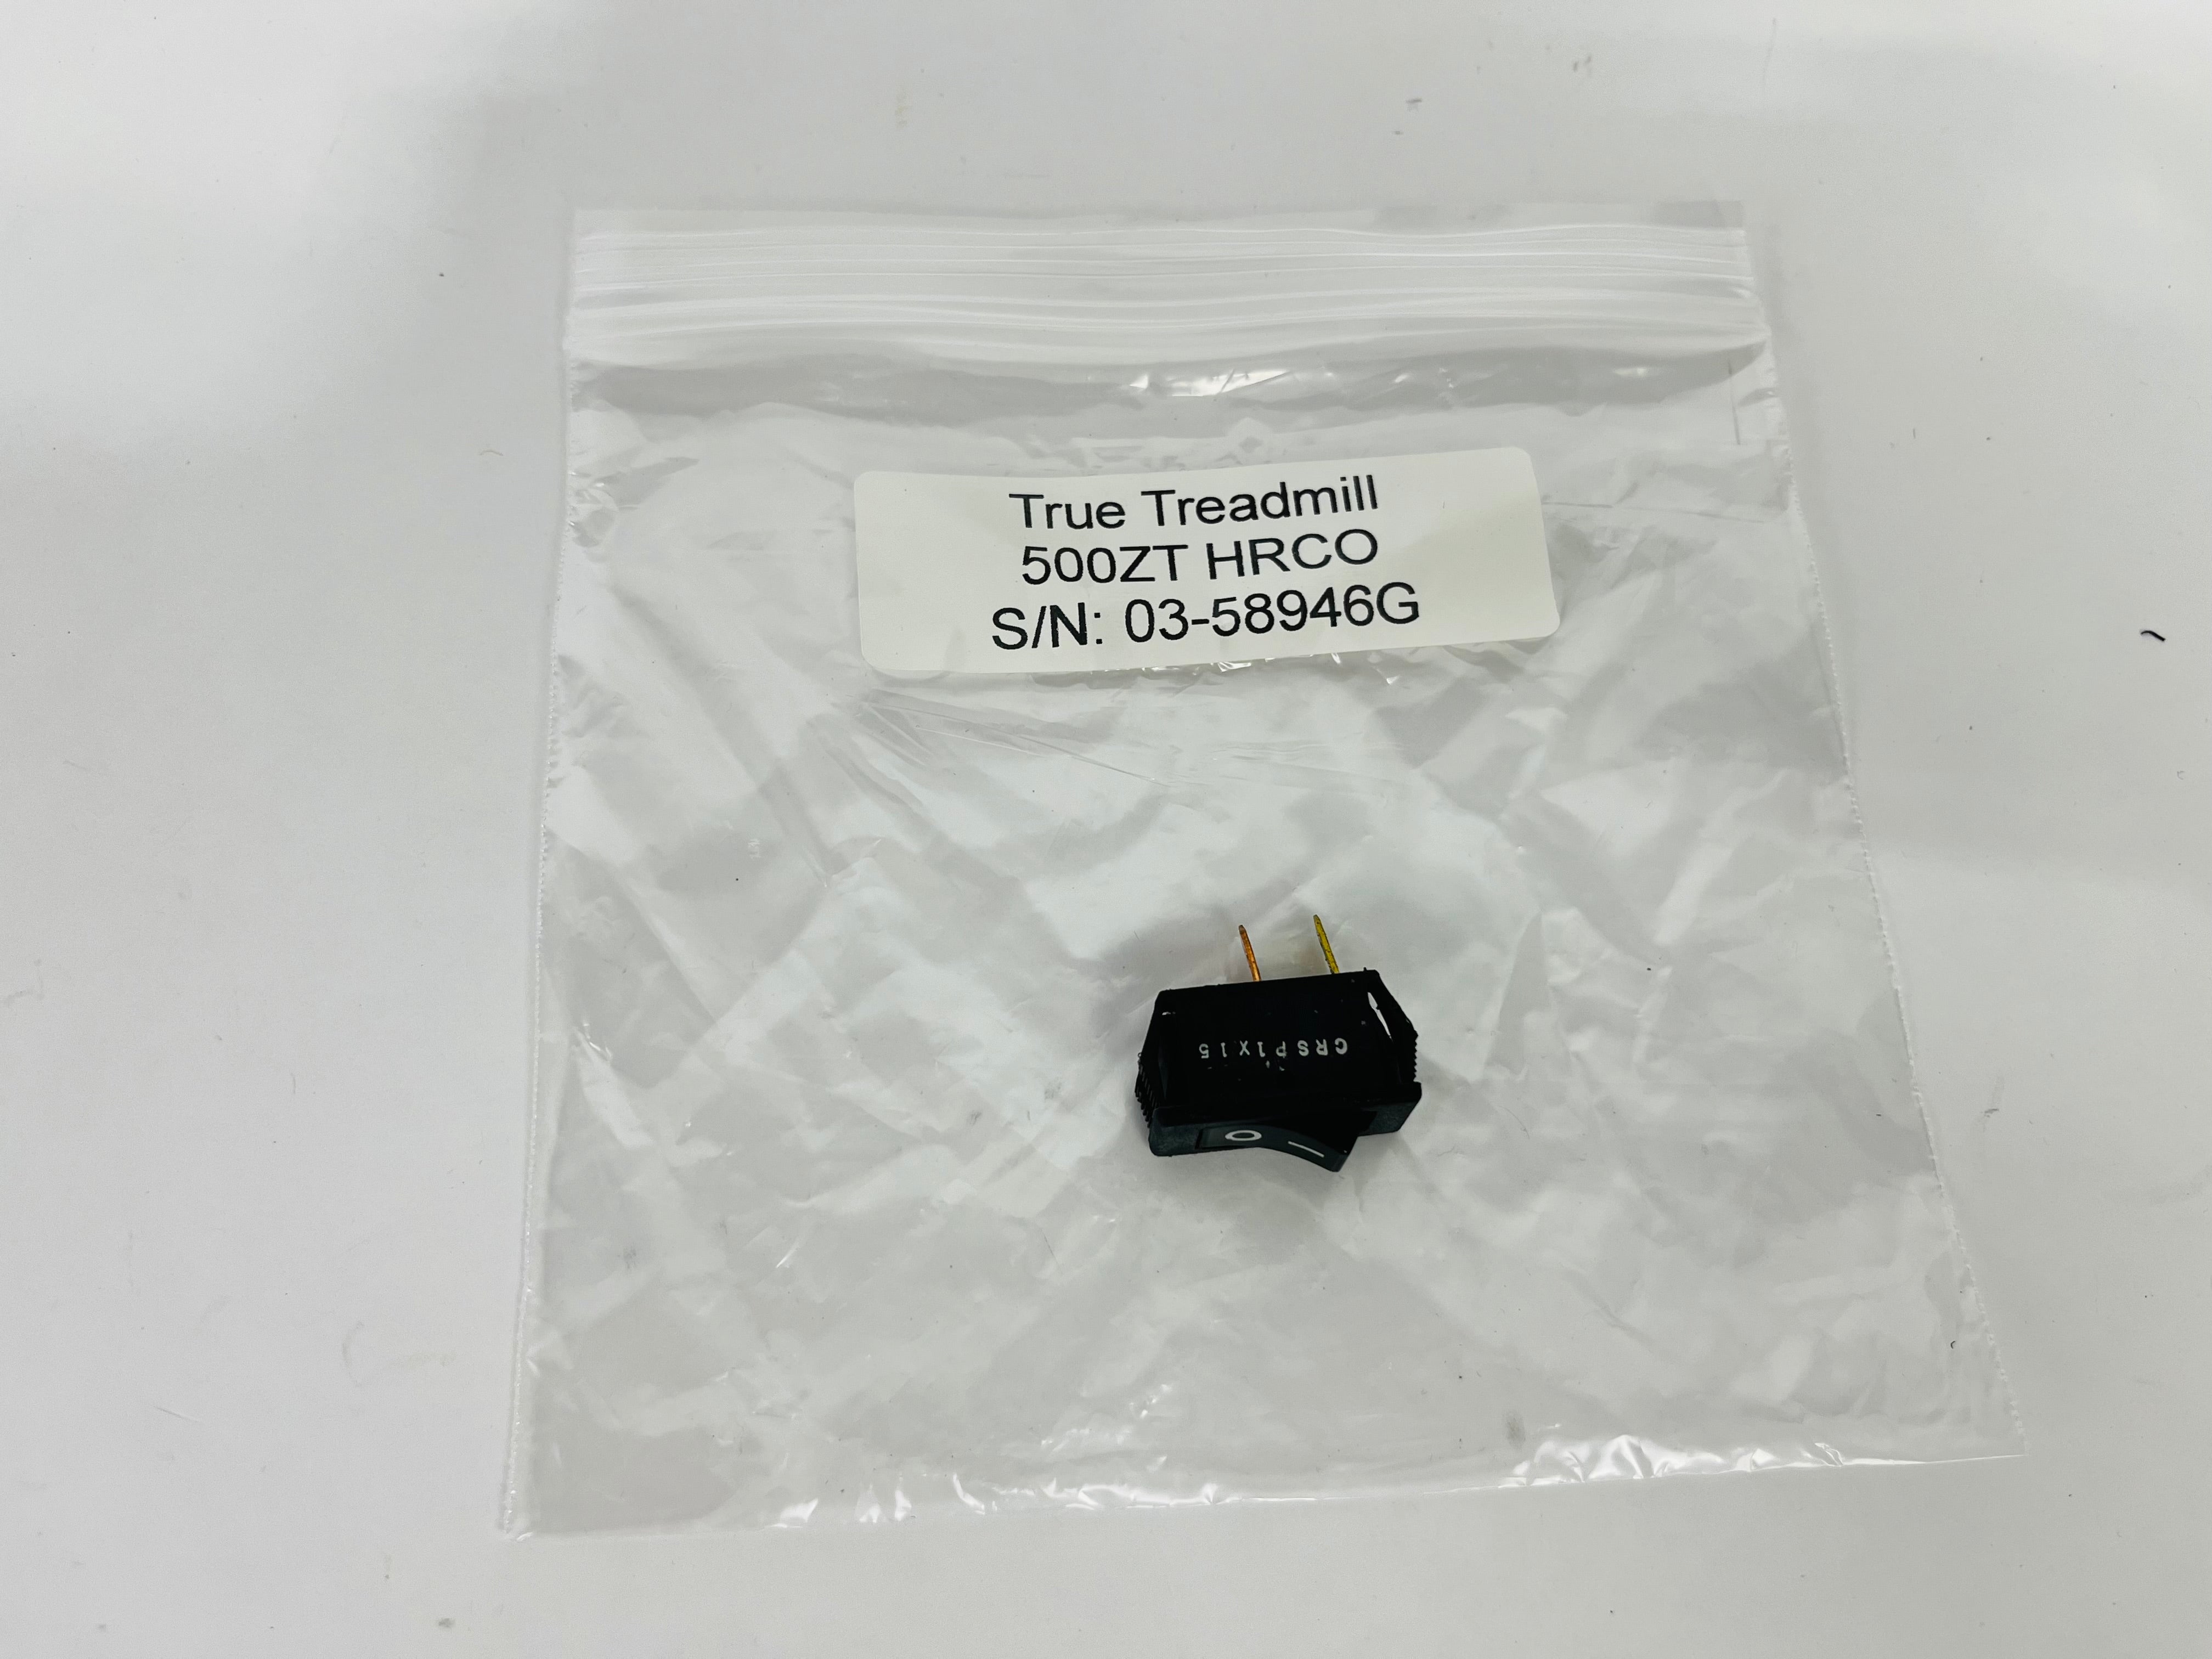 True Treadmill
500ZT HRCO
S/N: 03-58946G
CRSP1x15
O —